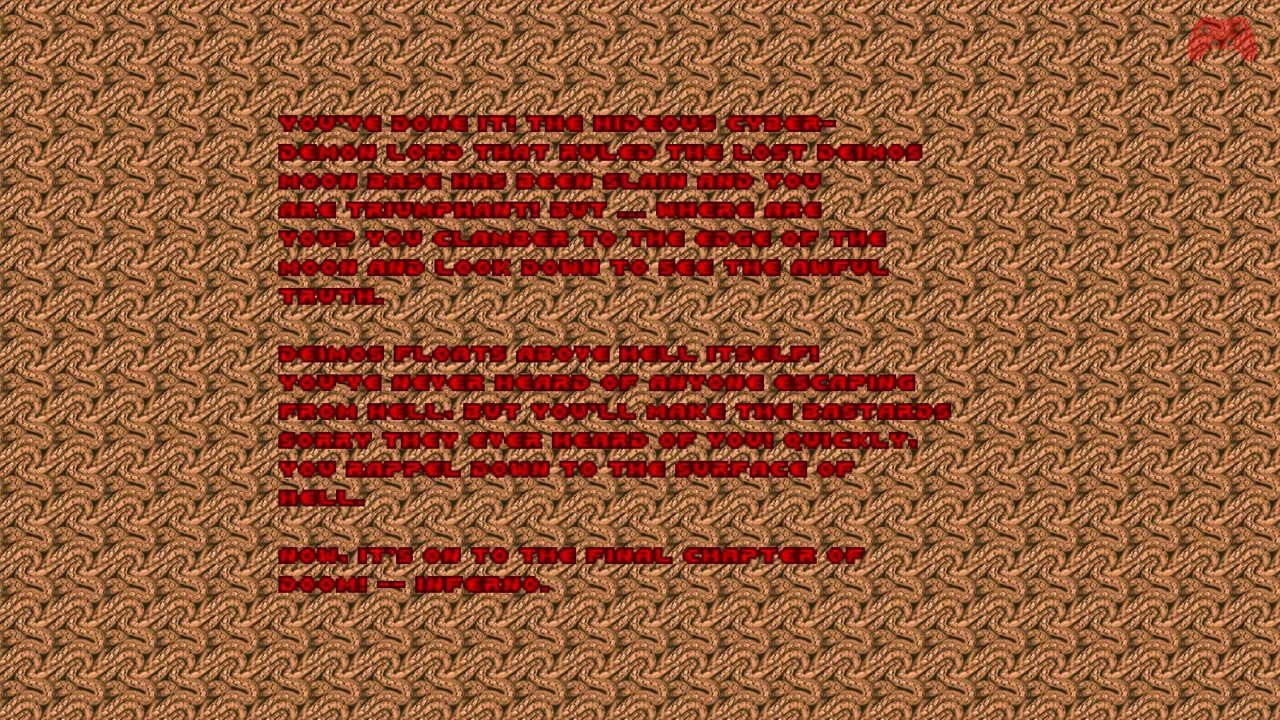 YOU'VE DONE IT! THE HIDEOUS CYBER-
DEMON LORD THAT RULED THE LOST DEIMOS
MOON BASE HAS BEEN SLAIN AND YOU
ARE TRIUMPHANT! BUT ... WHERE ARE
YOU? YOU CLAMBER TO THE EDGE OF THE
MOON AND LOOK DOWN TO SEE THE AWFUL
TRUTH.
DEIMOS FLOATS ABOVE HELL ITSELF!
YOU'VE NEVER HEARD OF ANYONE ESCAPING
FROM HELL, BUT YOU'LL MAKE THE BASTARDS
SORRY THEY EVER HEARD OF YOU! QUICKLY,
YOU RAPPEL DOWN TO THE SURFACE OF
HELL.
NOW, IT'S ON TO THE FINAL CHAPTER OF
DOOM! -- INFERNO.